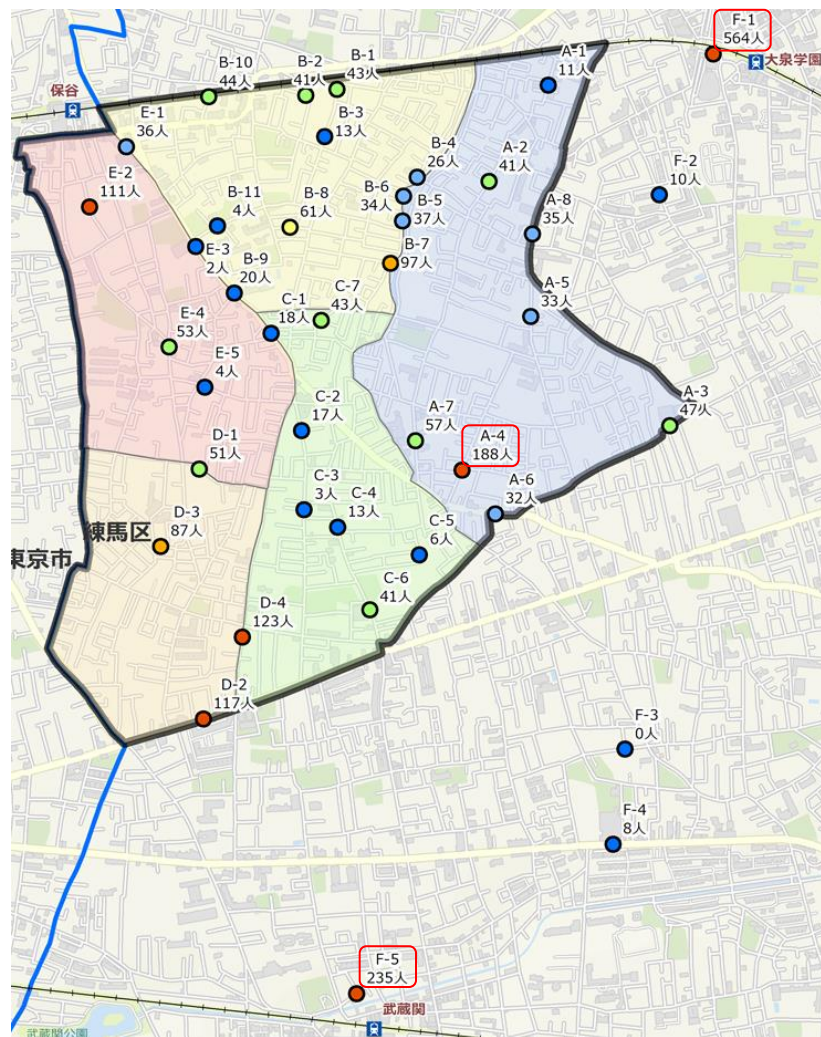 F-1
564人
大泉学園
保谷
B-10
44人
B-2
41人
B-1
43人
A-1
11人
E-1
36人
B-3
13人
B-4
26人
A-2
41人
F-2
10人
E-2
111人
B-6
34人
B-5
37人
A-8
35人
B-11
4人
B-8
61人
E-3
2人
B-7
97人
B-9
20人
C-1
18人
C-7
43人
A-5
33人
E-4
53人
E-5
4人
C-2
17人
A-7
57人
A-4
188人
A-3
47人
D-1
51人
C-3
3人
C-4
13人
A-6
32人
D-3
87人
練馬区
東京市
C-5
6人
C-6
41人
D-4
123人
D-2
117人
F-3
0人
F-4
8人
F-5
235人
武蔵関
武蔵関公園